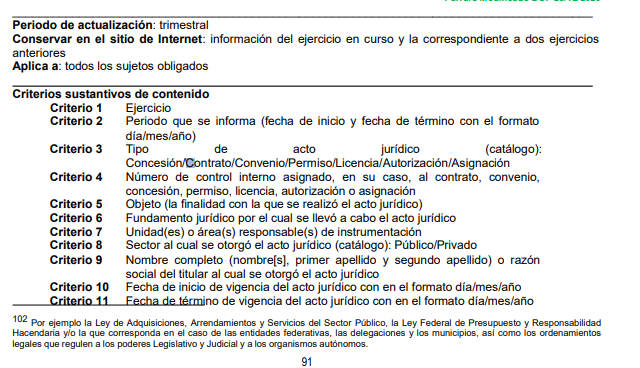 Periodo de actualización: trimestral
Conservar en el sitio de Internet: información del ejercicio en curso y la correspondiente a dos ejercicios
anteriores
Aplica a: todos los sujetos obligados
Criterios sustantivos de contenido
Criterio 1 Ejercicio
Criterio 2 Periodo que se informa (fecha de inicio y fecha de término con el formato
día/mes/año)
Criterio 3 Tipo de acto jurídico (catálogo):
Concesión/Contrato/Convenio/Permiso/Licencia/Autorización/Asignación
Criterio 4 Número de control interno asignado, en su caso, al contrato, convenio,
concesión, permiso, licencia, autorización o asignación
Criterio 5 Objeto (la finalidad con la que se realizó el acto jurídico)
Criterio 6 Fundamento jurídico por el cual se llevó a cabo el acto jurídico
Criterio 7 Unidad(es) o área(s) responsable(s) de instrumentación
Criterio 8 Sector al cual se otorgó el acto jurídico (catálogo): Público/Privado
Criterio 9 Nombre completo (nombre[s], primer apellido y segundo apellido) o razón
social del titular al cual se otorgó el acto jurídico
Criterio 10 Fecha de inicio de vigencia del acto jurídico con en el formato día/mes/año
Criterio 11 Fecha de término de vigencia del acto jurídico con en el formato día/mes/año
102 Por ejemplo la Ley de Adquisiciones, Arrendamientos y Servicios del Sector Público, la Ley Federal de Presupuesto y Responsabilidad
Hacendaria y/o la que corresponda en el caso de las entidades federativas, las delegaciones y los municipios, así como los ordenamientos
legales que regulen a los poderes Legislativo y Judicial y a los organismos autónomos.
91